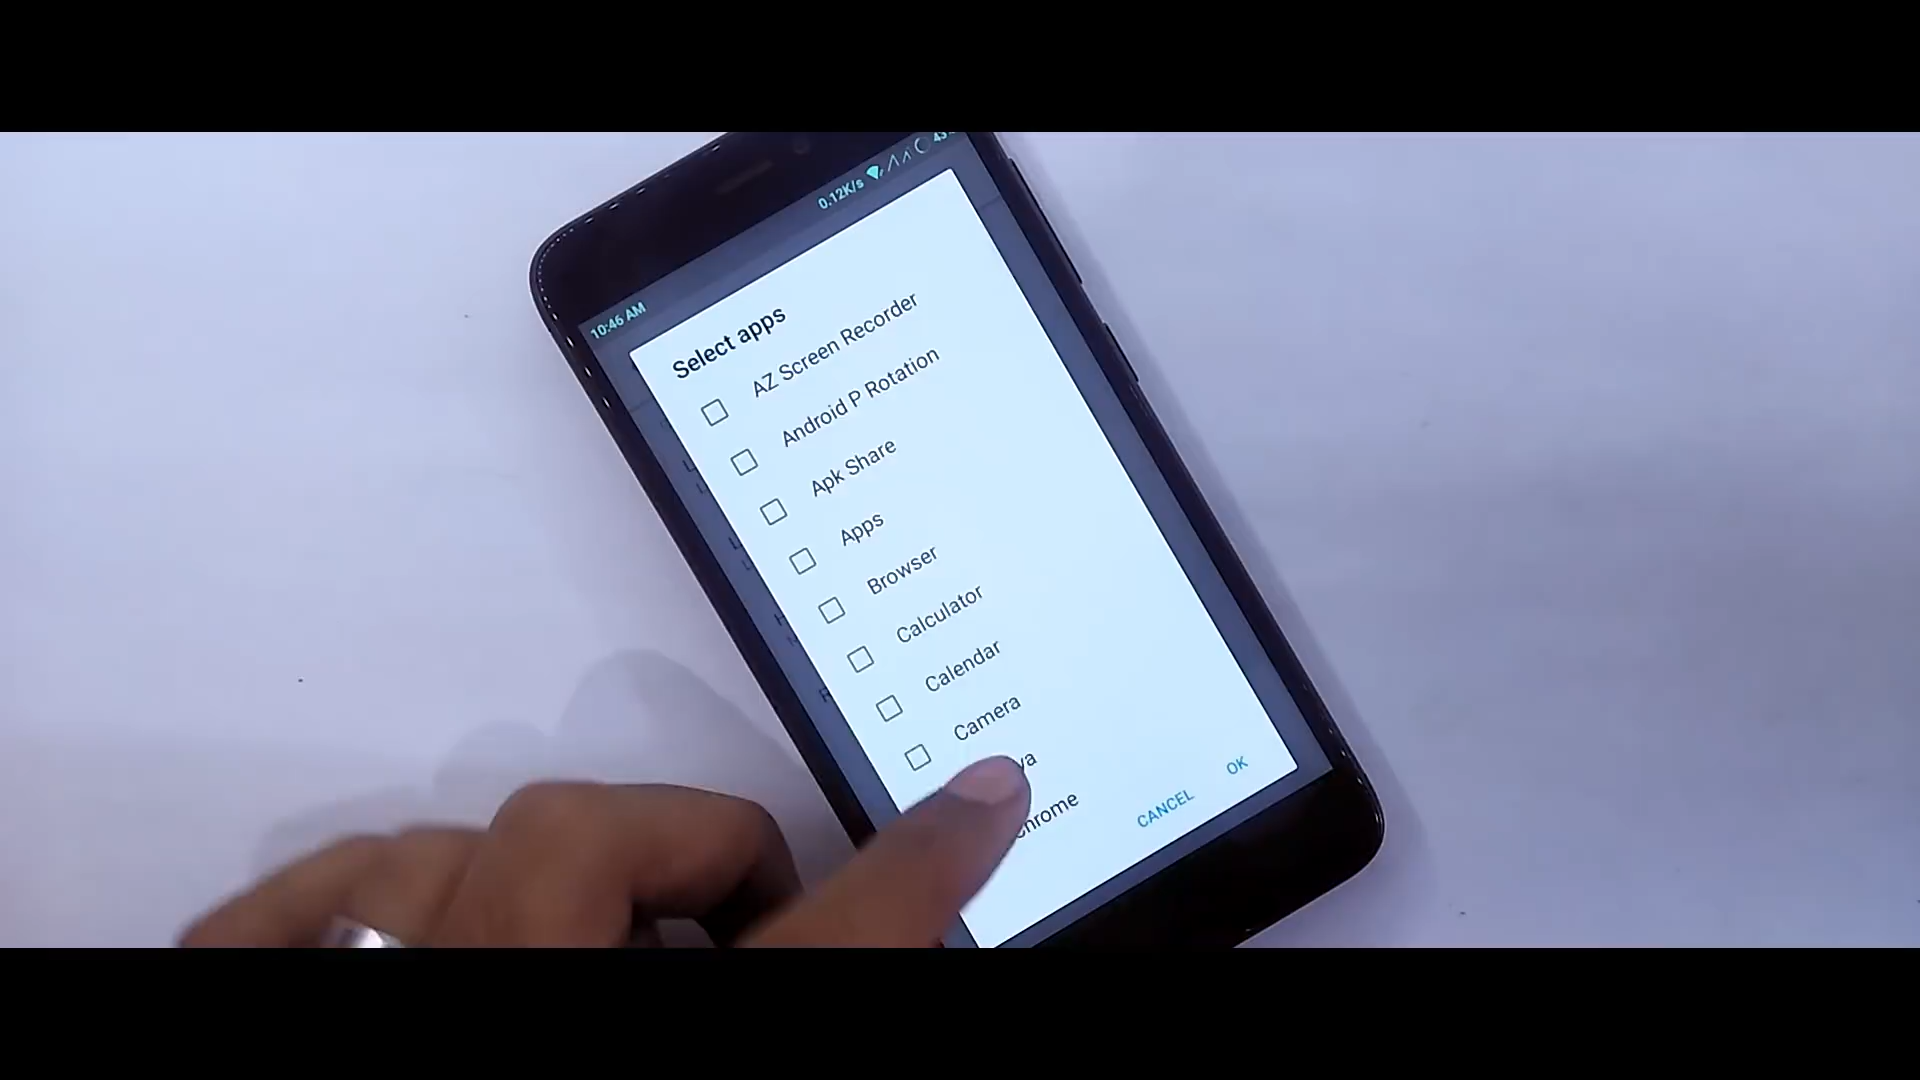 10:46 AM
0.12K/s
Select apps
AZ Screen Recorder
Android P Rotation
Apk Share
Apps
Browser
Calculator
Calendar
Camera
CANCEL
OK